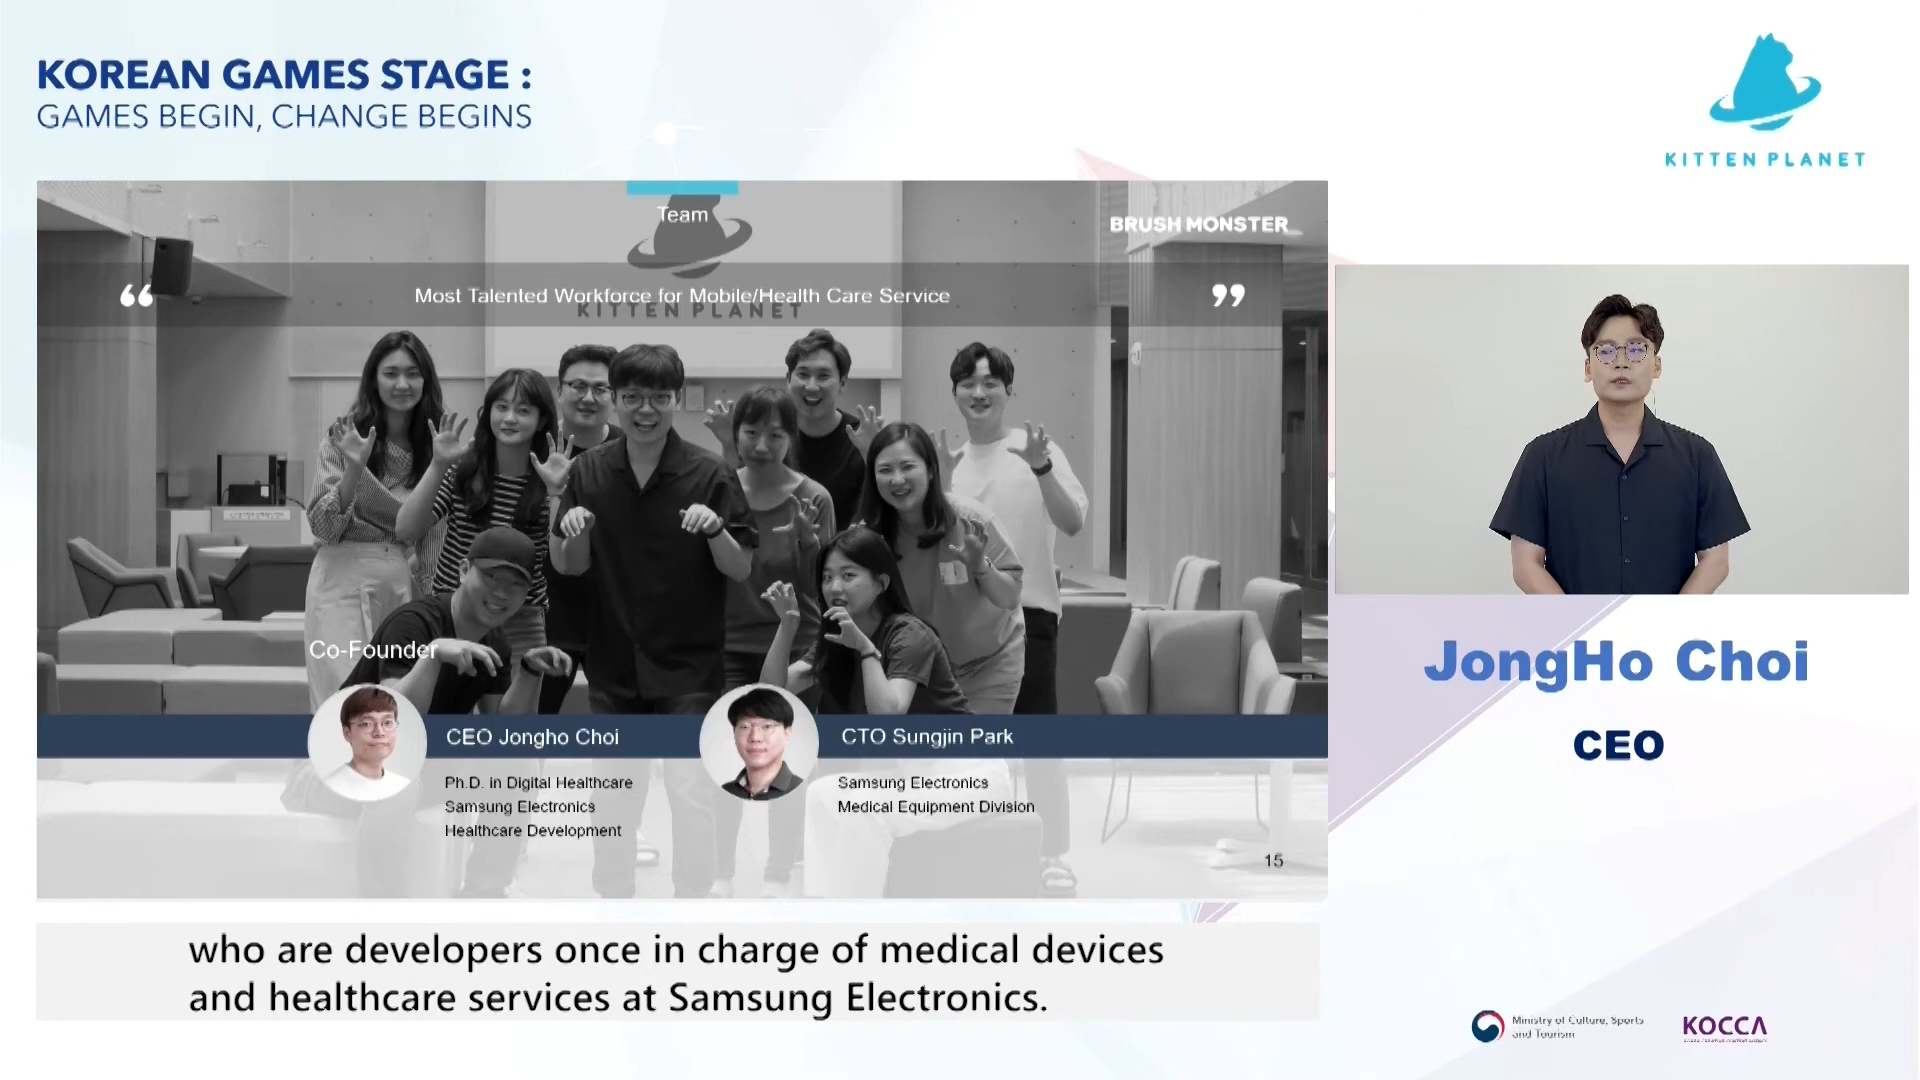 KOREAN GAMES STAGE :
GAMES BEGIN, CHANGE BEGINS
KITTEN PLANET
Team
BRUSH MONSTER
“ Most Talented Workforce for Mobile/Health Care Service ”
KITTEN PLANET
Co-Founder
CEO Jongho Choi
Ph.D. in Digital Healthcare
Samsung Electronics
Healthcare Development
CTO Sungjin Park
Samsung Electronics
Medical Equipment Division
15
JongHo Choi
CEO
who are developers once in charge of medical devices
and healthcare services at Samsung Electronics.
Ministry of Culture, Sports
and Tourism
KOCCA